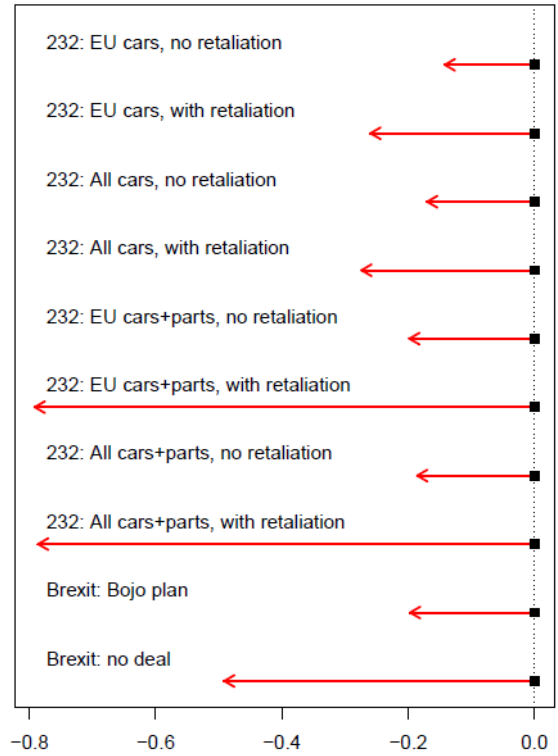 232: EU cars, no retaliation
232: EU cars, with retaliation
232: All cars, no retaliation
232: All cars, with retaliation
232: EU cars+parts, no retaliation
232: EU cars+parts, with retaliation
232: All cars+parts, no retaliation
232: All cars+parts, with retaliation
Brexit: Bojo plan
Brexit: no deal
−0.8 −0.6 −0.4 −0.2 0.0